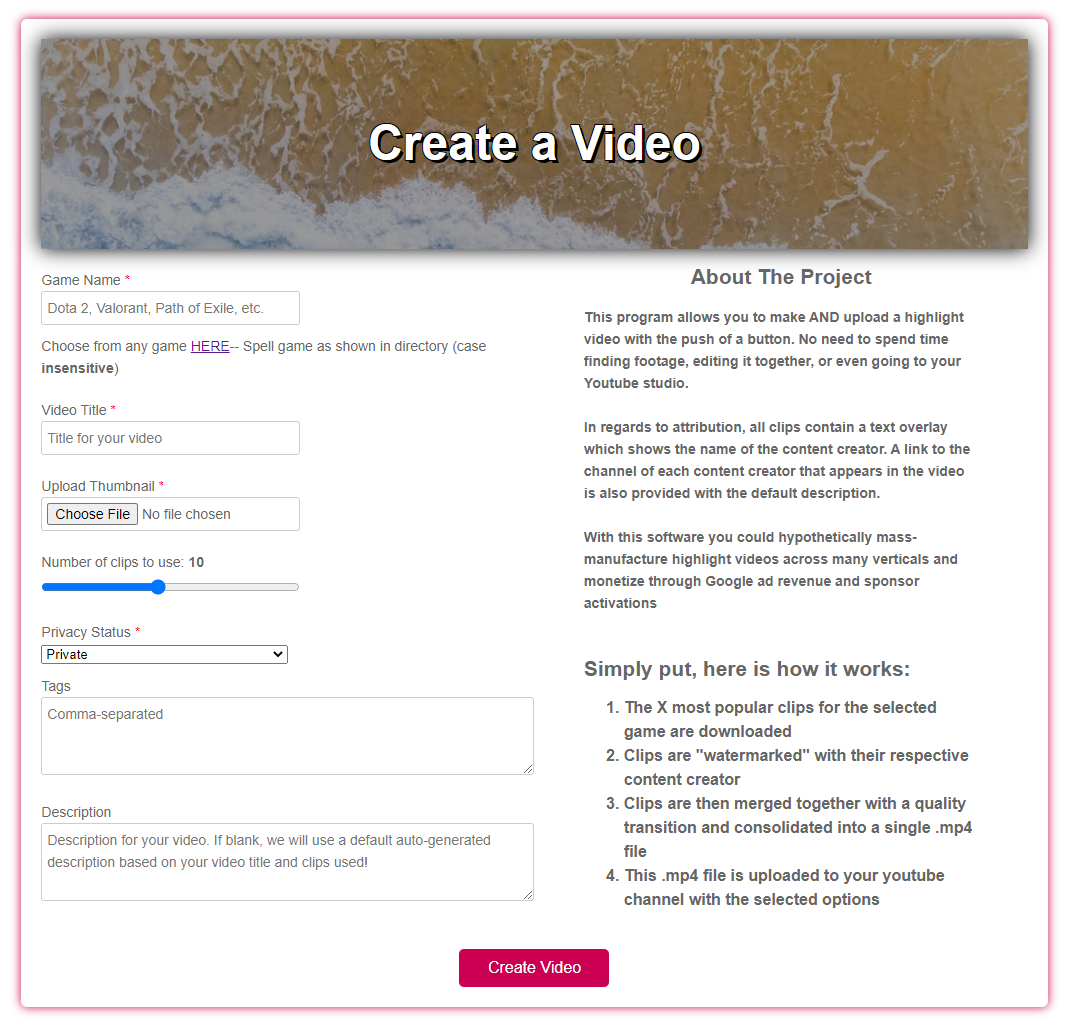 Create a Video
Game Name *
Dota 2, Valorant, Path of Exile, etc.
Choose from any game HERE-- Spell game as shown in directory (case
insensitive)
Video Title *
Title for your video
Upload Thumbnail *
Choose File No file chosen
Number of clips to use: 10
Privacy Status *
Private
Tags
Comma-separated
Description
Description for your video. If blank, we will use a default auto-generated
description based on your video title and clips used!
About The Project
This program allows you to make AND upload a highlight
video with the push of a button. No need to spend time
finding footage, editing it together, or even going to your
Youtube studio.
In regards to attribution, all clips contain a text overlay
which shows the name of the content creator. A link to the
channel of each content creator that appears in the video
is also provided with the default description.
With this software you could hypothetically mass-
manufacture highlight videos across many verticals and
monetize through Google ad revenue and sponsor
activations
Simply put, here is how it works:
1. The X most popular clips for the selected
game are downloaded
2. Clips are "watermarked" with their respective
content creator
3. Clips are then merged together with a quality
transition and consolidated into a single .mp4
file
4. This .mp4 file is uploaded to your youtube
channel with the selected options
Create Video